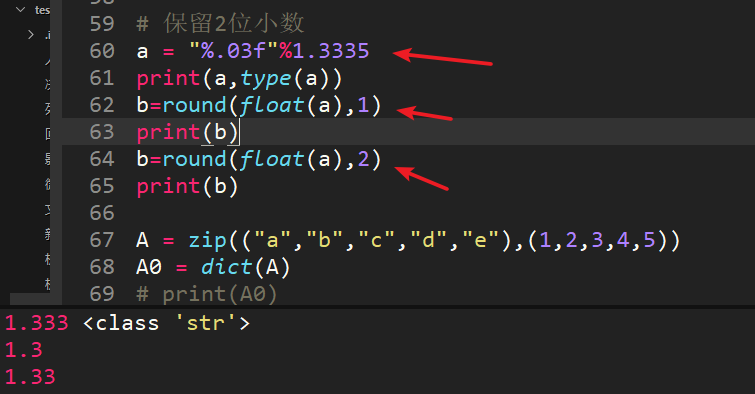 tes
59 # 保留2位小数
60 a = "%.03f"%1.3335
61 print(a,type(a))
62 b=round(float(a),1)
63 print(b)
64 b=round(float(a),2)
65 print(b)
66
67 A = zip(("a","b","c","d","e"),(1,2,3,4,5))
68 A0 = dict(A)
69 # print(A0)
1.333 <class 'str'>
1.3
1.33